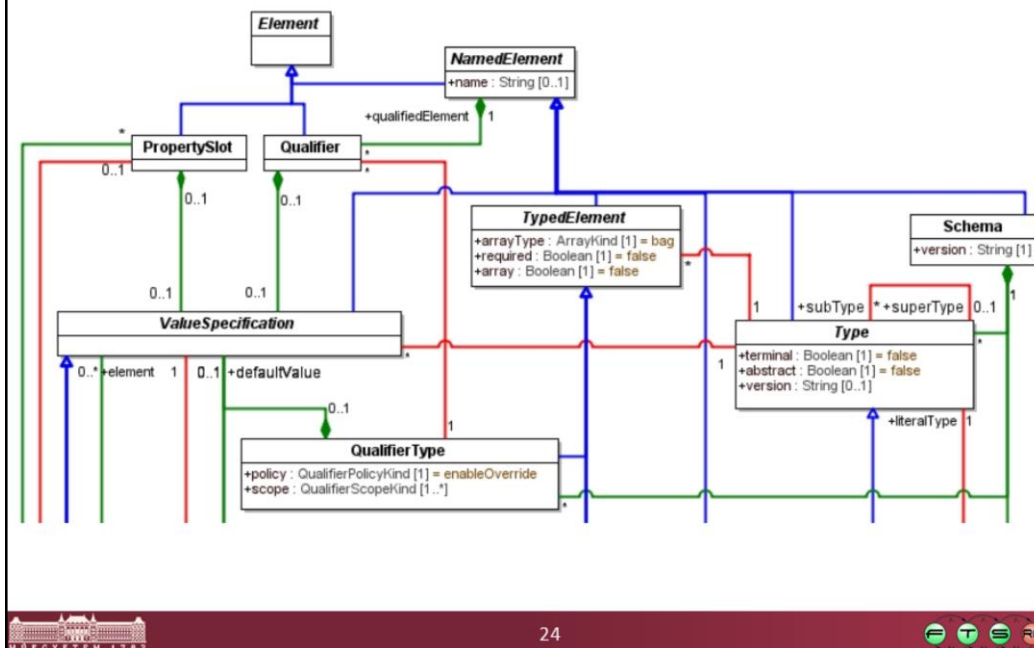 Element
NamedElement
+name : String [0..1]
+qualifiedElement
1
*
PropertySlot
Qualifier
*
*
0..1
0..1
0..1
TypedElement
+arrayType : ArrayKind [1] = bag
+required : Boolean [1] = false
+array : Boolean [1] = false
*
Schema
+version : String [1]
1
0..1
0..1
1
+subType
*
+superType
0..1
ValueSpecification
*
Type
+terminal : Boolean [1] = false
+abstract : Boolean [1] = false
+version : String [0..1]
*
1
0..*
+element
1
0..1
+defaultValue
0..1
1
+literalType
1
QualifierType
+policy : QualifierPolicyKind [1] = enableOverride
+scope : QualifierScopeKind [1..*]
*
24
MŰEGYETEM 1782
F T S R